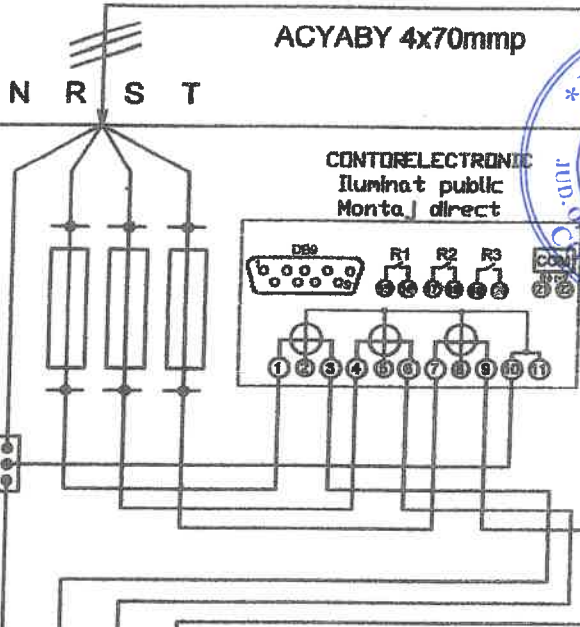 ACYABY 4x70mmp
N R S T
CONTORELECTRONIC
Iluminat public
Montaj direct
DB9
R1 R2 R3
COM
1 2 3 4 5 6 7 8 9 10 11
JUD.